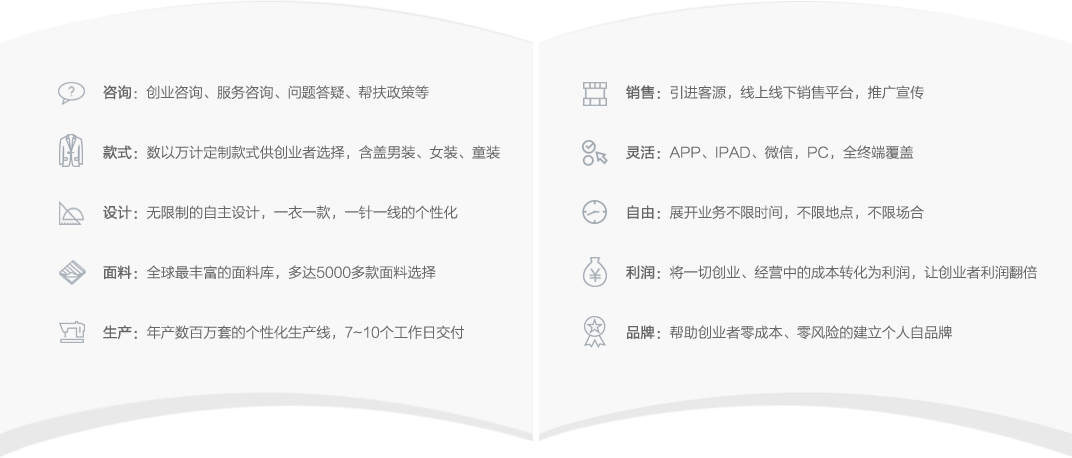 咨询：创业咨询、服务咨询、问题答疑、帮扶政策等
款式：数以万计定制款式供创业者选择，含盖男装、女装、童装
设计：无限制的自主设计，一衣一款，一针一线的个性化
面料：全球最丰富的面料库，多达5000多款面料选择
生产：年产数百万套的个性化生产线，7~10个工作日交付
销售：引进客源，线上线下销售平台，推广宣传
灵活：APP、IPAD、微信，PC，全终端覆盖
自由：展开业务不限时间，不限地点，不限场合
利润：将一切创业、经营中的成本转化为利润，让创业者利润翻倍
品牌：帮助创业者零成本、零风险的建立个人自品牌